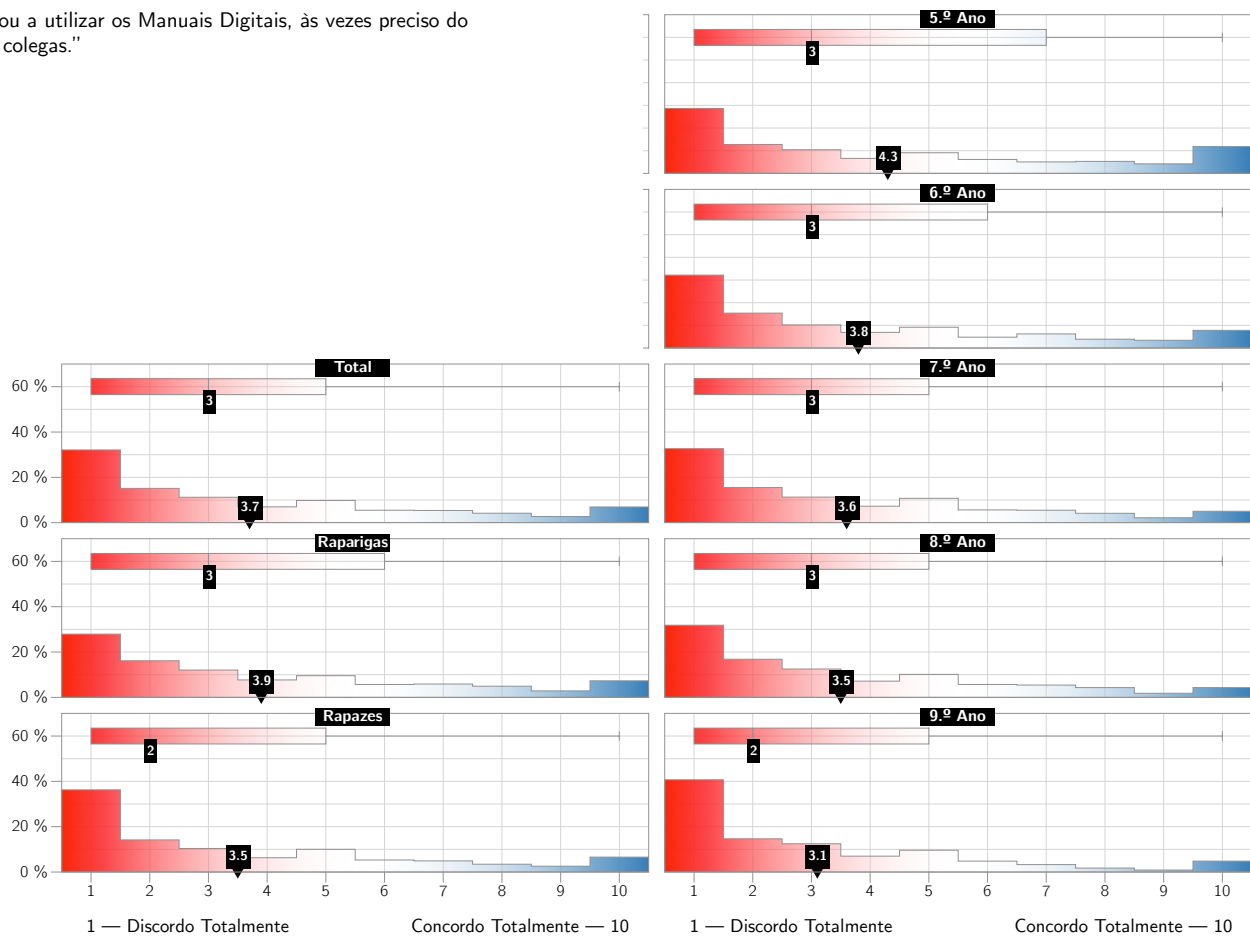 ou a utilizar os Manuais Digitais, às vezes preciso do
colegas.”
5.º Ano
3
4.3
6.º Ano
3
3.8
Total
60 %
3
40 %
20 %
3.7
0 %
7.º Ano
3
3.6
Raparigas
60 %
3
40 %
20 %
3.9
0 %
8.º Ano
3
3.5
Rapazes
60 %
2
40 %
20 %
3.5
0 %
1 2 3 4 5 6 7 8 9 10
1 — Discordo Totalmente Concordo Totalmente — 10
9.º Ano
2
3.1
1 2 3 4 5 6 7 8 9 10
1 — Discordo Totalmente Concordo Totalmente — 10